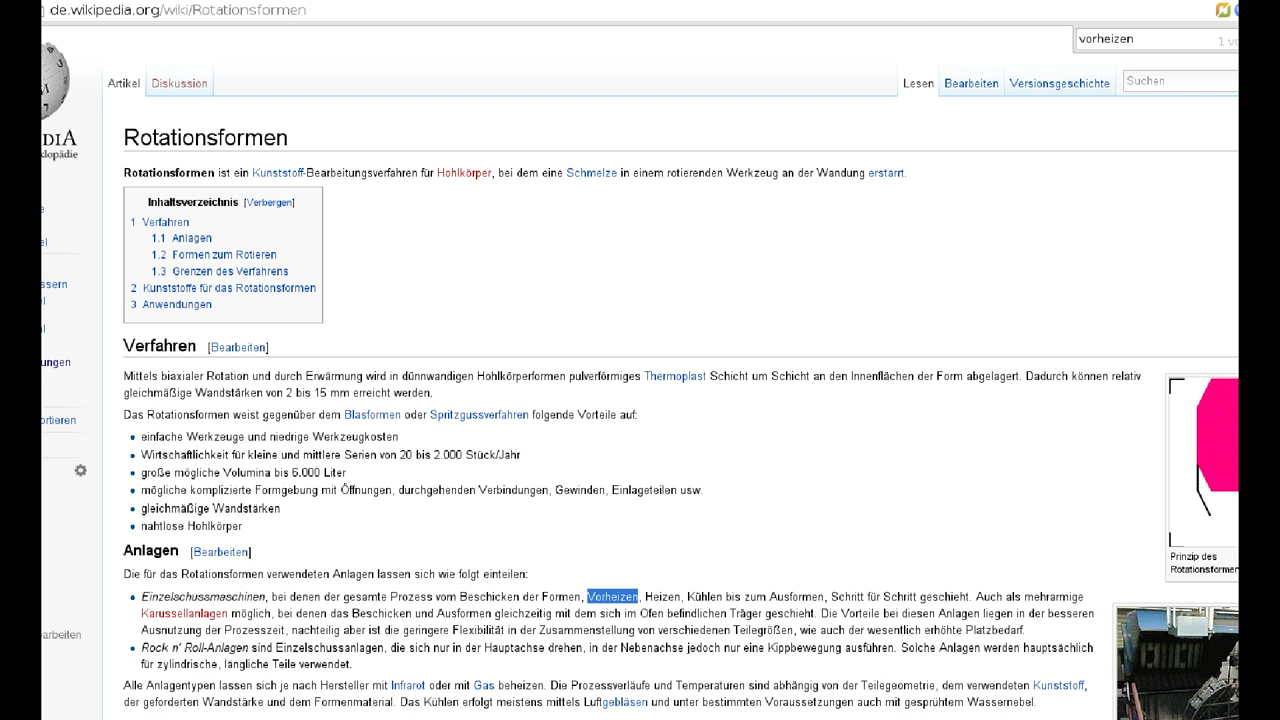 de.wikipedia.org/wiki/Rotationsformen
vorheizen
Artikel Diskussion Lesen Bearbeiten Versionsgeschichte Suchen
Rotationsformen
Rotationsformen ist ein Kunststoff-Bearbeitungsverfahren für Hohlkörper, bei dem eine Schmelze in einem rotierenden Werkzeug an der Wandung erstarrt.
Inhaltsverzeichnis [Verbergen]
1 Verfahren
1.1 Anlagen
1.2 Formen zum Rotieren
1.3 Grenzen des Verfahrens
2 Kunststoffe für das Rotationsformen
3 Anwendungen
Verfahren [Bearbeiten]
Mittels biaxialer Rotation und durch Erwärmung wird in dünnwandigen Hohlkörperformen pulverförmiges Thermoplast Schicht um Schicht an den Innenflächen der Form abgelagert. Dadurch können relativ
gleichmäßige Wandstärken von 2 bis 15 mm erreicht werden.
Das Rotationsformen weist gegenüber dem Blasformen oder Spritzgussverfahren folgende Vorteile auf:
einfache Werkzeuge und niedrige Werkzeugkosten
Wirtschaftlichkeit für kleine und mittlere Serien von 20 bis 2.000 Stück/Jahr
große mögliche Volumina bis 6.000 Liter
mögliche komplizierte Formgebung mit Öffnungen, durchgehenden Verbindungen, Gewinden, Einlageteilen usw.
gleichmäßige Wandstärken
nahtlose Hohlkörper
Prinzip des
Rotationsformen
Anlagen [Bearbeiten]
Die für das Rotationsformen verwendeten Anlagen lassen sich wie folgt einteilen:
Einzelschussmaschinen, bei denen der gesamte Prozess vom Beschicken der Formen, Vorheizen, Heizen, Kühlen bis zum Ausformen, Schritt für Schritt geschieht. Auch als mehrarmige
Karussellanlagen möglich, bei denen das Beschicken und Ausformen gleichzeitig mit dem sich im Ofen befindlichen Träger geschieht. Die Vorteile bei diesen Anlagen liegen in der besseren
Ausnutzung der Prozesszeit, nachteilig aber ist die geringere Flexibilität in der Zusammenstellung von verschiedenen Teilegrößen, wie auch der wesentlich erhöhte Platzbedarf.
Rock n' Roll-Anlagen sind Einzelschussanlagen, die sich nur in der Hauptachse drehen, in der Nebenachse jedoch nur eine Kippbewegung ausführen. Solche Anlagen werden hauptsächlich
für zylindrische, längliche Teile verwendet.
Alle Anlagentypen lassen sich je nach Hersteller mit Infrarot oder mit Gas beheizen. Die Prozessverläufe und Temperaturen sind abhängig von der Teilegeometrie, dem verwendeten Kunststoff,
der geforderten Wandstärke und dem Formenmaterial. Das Kühlen erfolgt meistens mittels Luftgebläsen und unter bestimmten Voraussetzungen auch mit gesprühtem Wassernebel.